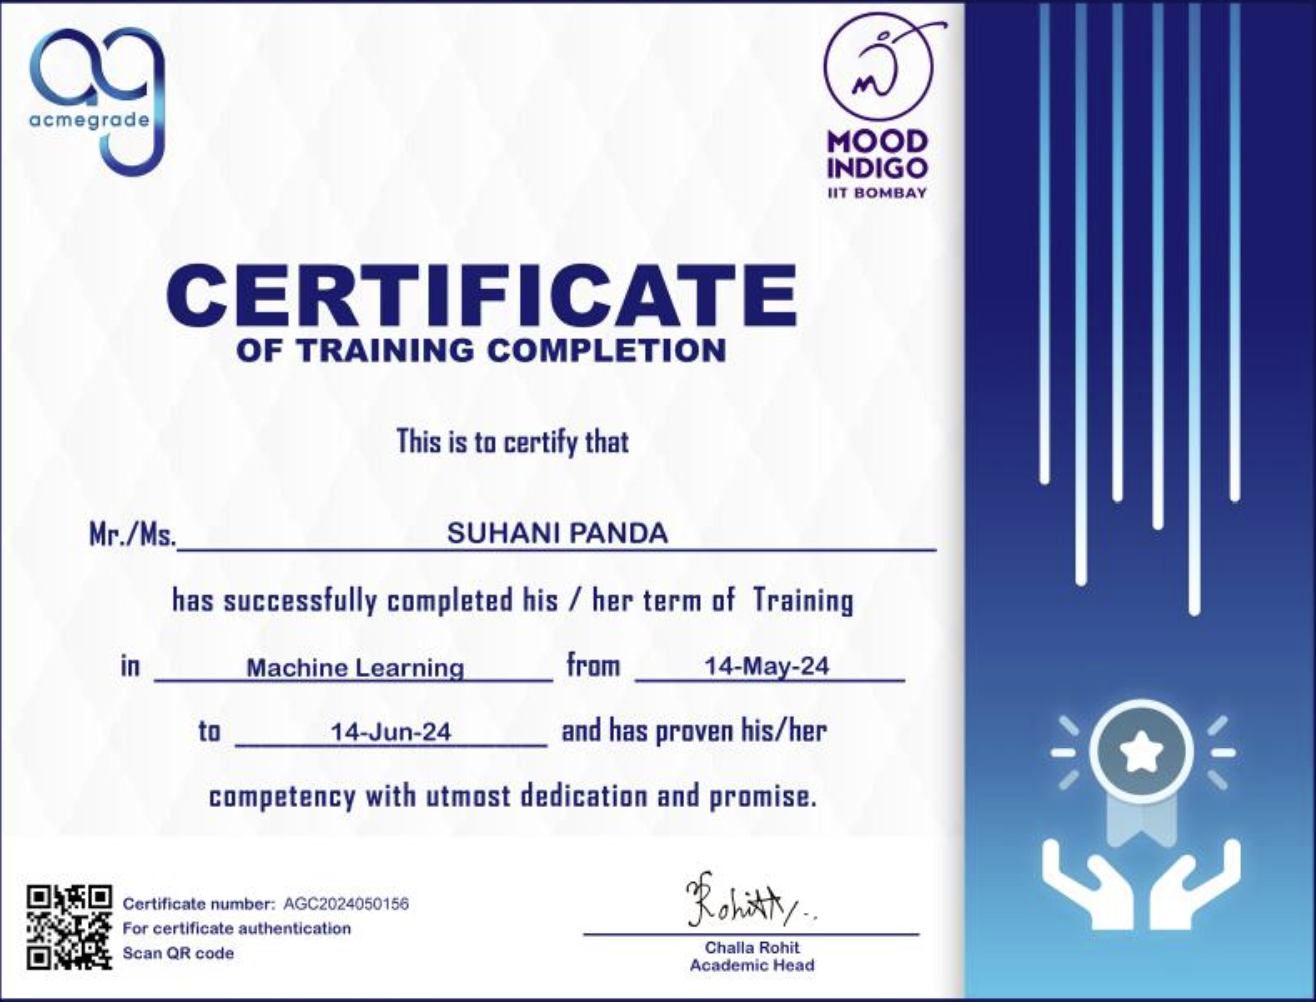 acmegrade
MOOD
INDIGO
IIT BOMBAY
CERTIFICATE
OF TRAINING COMPLETION
This is to certify that
Mr./Ms. SUHANI PANDA
has successfully completed his / her term of Training
in Machine Learning from 14-May-24
to 14-Jun-24 and has proven his/her
competency with utmost dedication and promise.
Certificate number: AGC2024050156
For certificate authentication
Scan QR code
Rohit
Challa Rohit
Academic Head